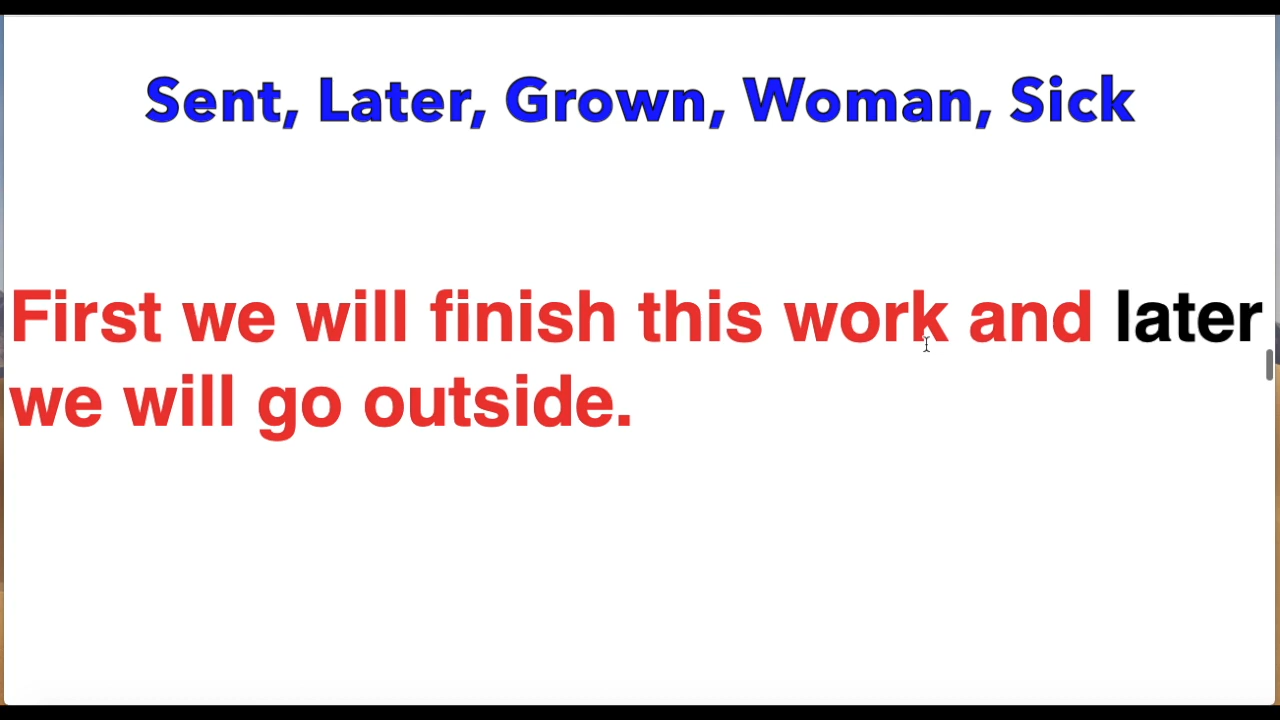 Sent, Later, Grown, Woman, Sick
First we will finish this work and later
we will go outside.